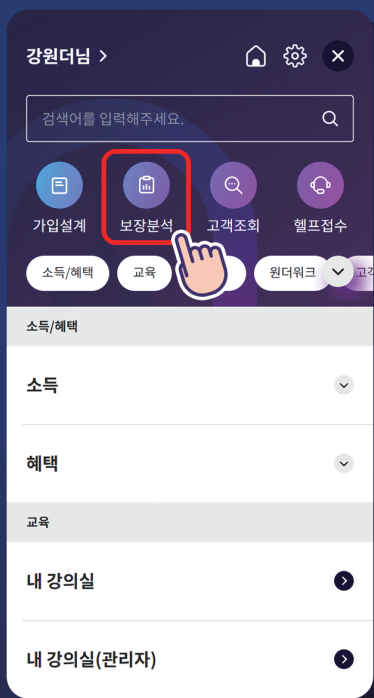 강원더님 >
검색어를 입력해주세요.
가입설계 보장분석 고객조회 헬프접수
소득/혜택 교육 원더워크 고객
소득/혜택
소득
혜택
교육
내 강의실
내 강의실(관리자)